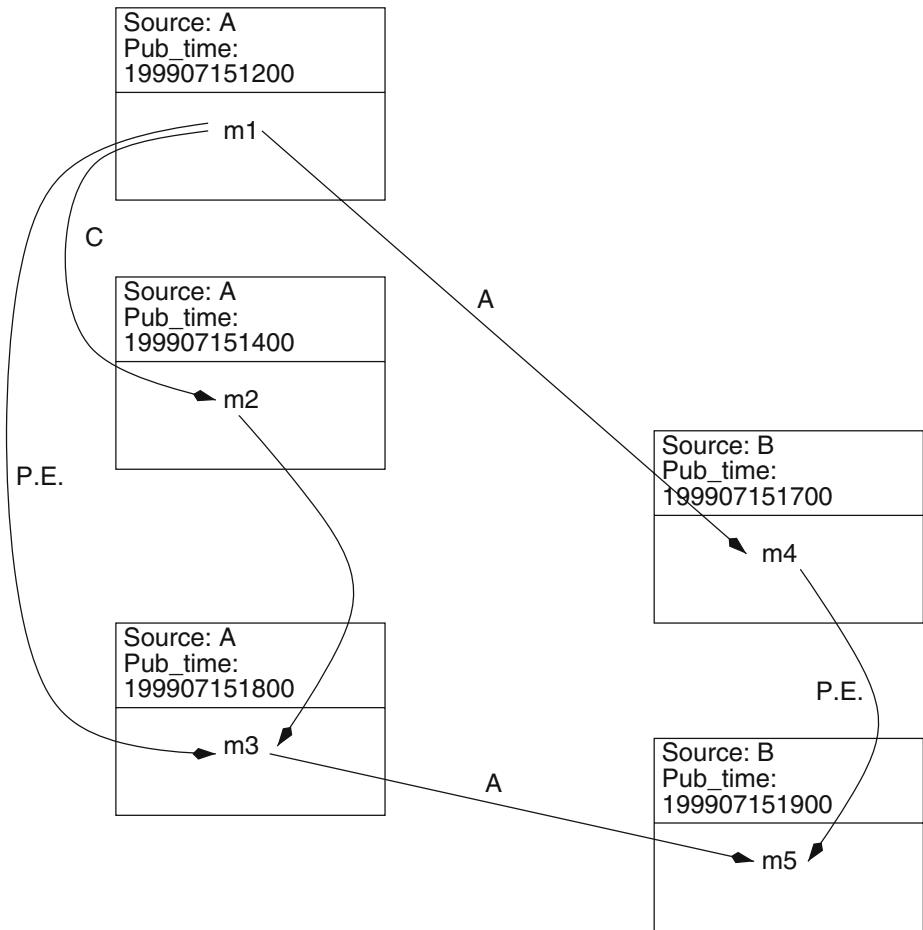 Source: A
Pub_time:
199907151200
m1
C
A
Source: A
Pub_time:
199907151400
m2
P.E.
Source: B
Pub_time:
199907151700
m4
Source: A
Pub_time:
199907151800
m3
P.E.
A
Source: B
Pub_time:
199907151900
m5